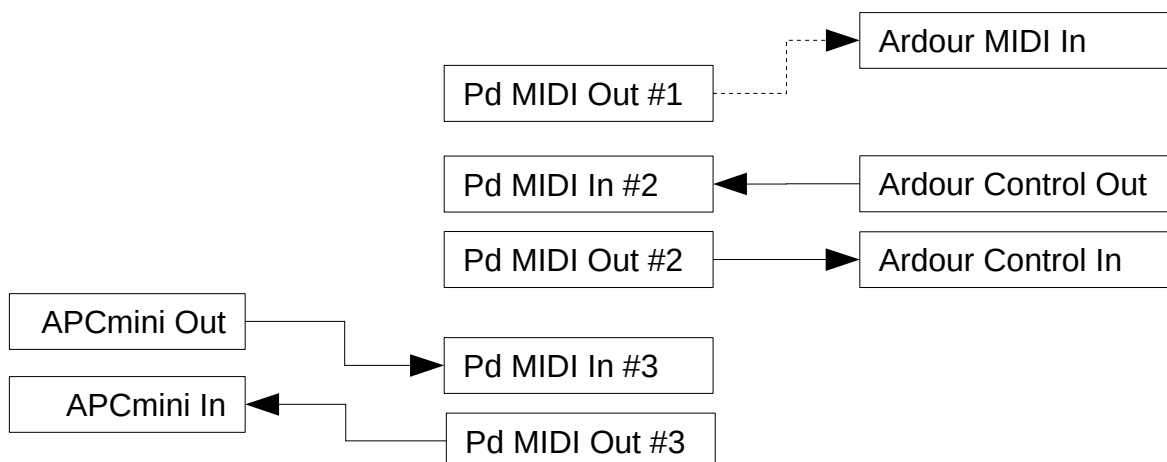 Ardour MIDI In
Pd MIDI Out #1
Pd MIDI In #2
Ardour Control Out
Pd MIDI Out #2
Ardour Control In
APCmini Out
Pd MIDI In #3
APCmini In
Pd MIDI Out #3